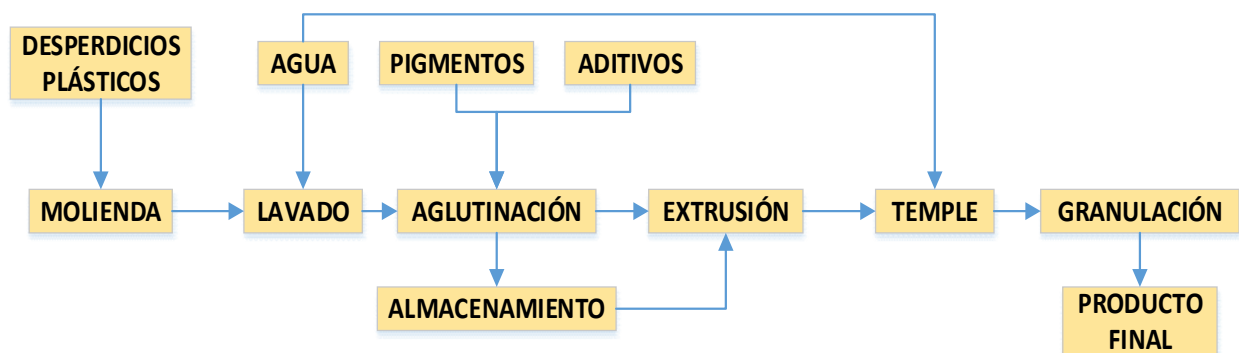 DESPERDICIOS
PLÁSTICOS
AGUA
PIGMENTOS
ADITIVOS
MOLIENDA
LAVADO
AGLUTINACIÓN
EXTRUSIÓN
TEMPLE
GRANULACIÓN
ALMACENAMIENTO
PRODUCTO
FINAL